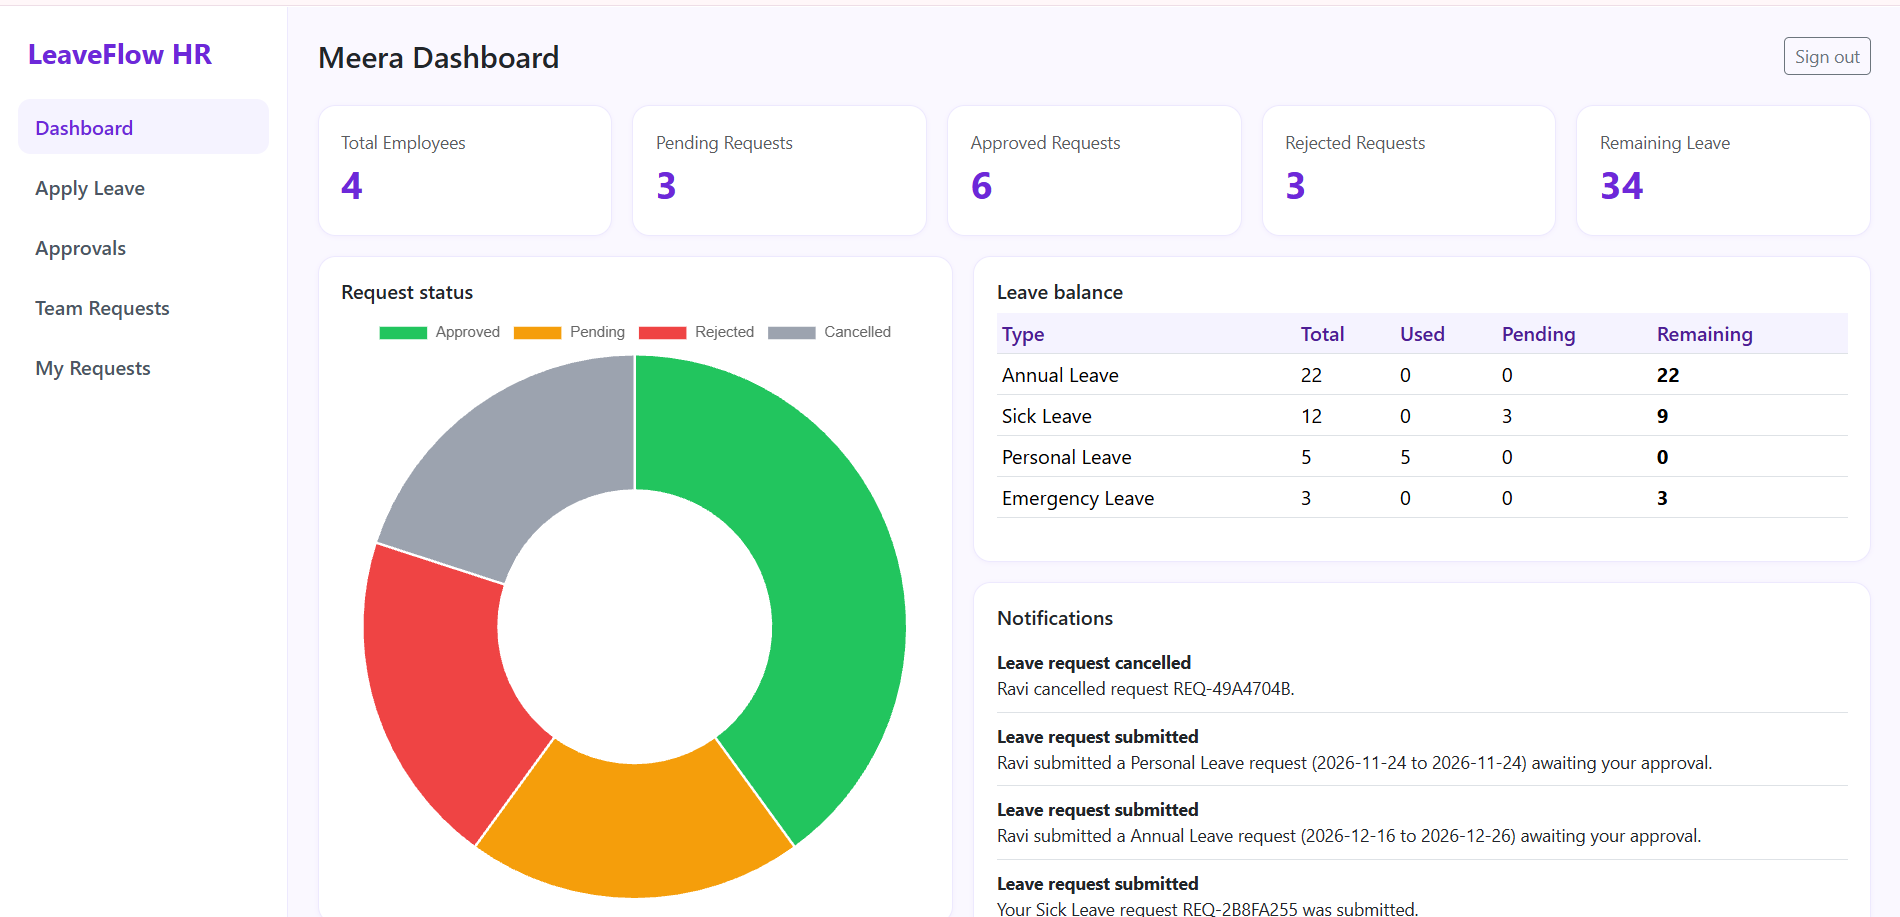 LeaveFlow HR
Dashboard
Apply Leave
Approvals
Team Requests
My Requests
Meera Dashboard
Sign out
Total Employees
4
Pending Requests
3
Approved Requests
6
Rejected Requests
3
Remaining Leave
34
Request status
Approved Pending Rejected Cancelled
Leave balance
Type Total Used Pending Remaining
Annual Leave 22 0 0 22
Sick Leave 12 0 3 9
Personal Leave 5 5 0 0
Emergency Leave 3 0 0 3
Notifications
Leave request cancelled
Ravi cancelled request REQ-49A4704B.
Leave request submitted
Ravi submitted a Personal Leave request (2026-11-24 to 2026-11-24) awaiting your approval.
Leave request submitted
Ravi submitted a Annual Leave request (2026-12-16 to 2026-12-26) awaiting your approval.
Leave request submitted
Your Sick Leave request REQ-2B8FA255 was submitted.